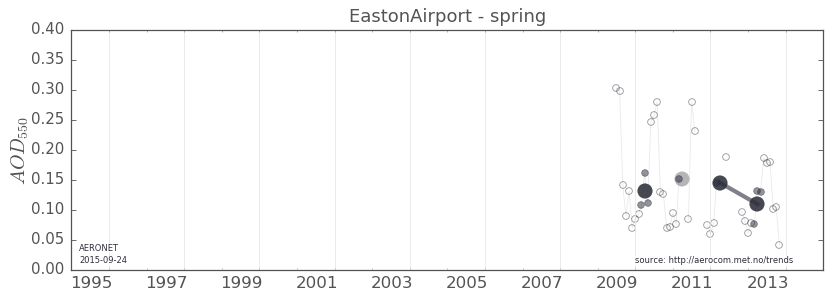 EastonAirport - spring
0.40
0.35
0.30
0.25
0.20
0.15
0.10
0.05
0.00
AOD550
AERONET
2015-09-24
source: http://aerocom.met.no/trends
1995 1997 1999 2001 2003 2005 2007 2009 2011 2013